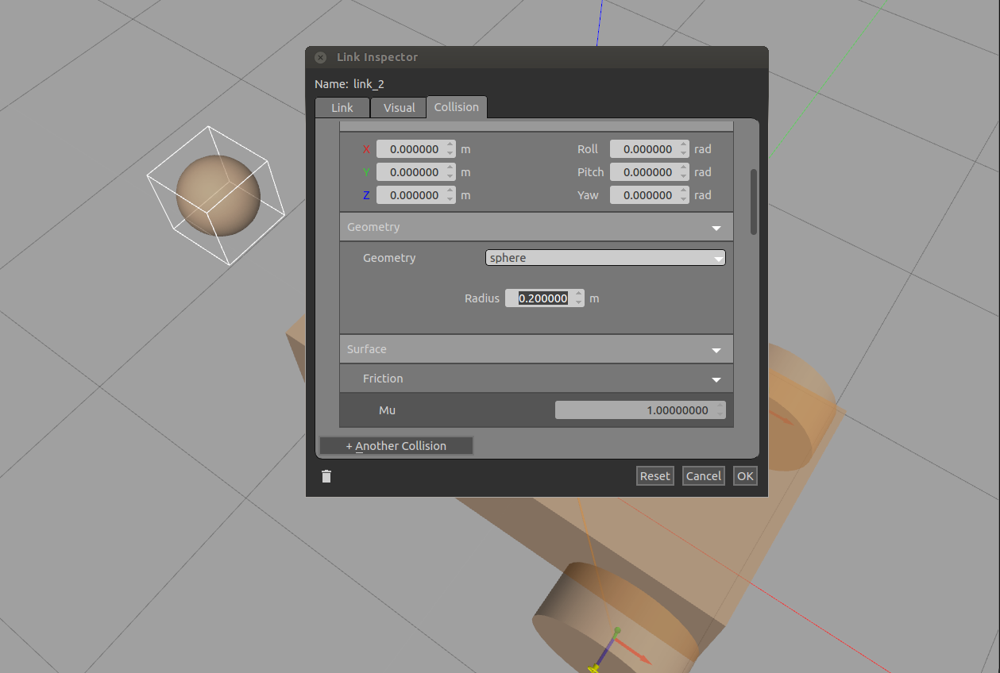 Link Inspector
Name: link_2
Link Visual Collision
X 0.000000 m Roll 0.000000 rad
Y 0.000000 m Pitch 0.000000 rad
Z 0.000000 m Yaw 0.000000 rad
Geometry
Geometry sphere
Radius 0.200000 m
Surface
Friction
Mu 1.00000000
+ Another Collision
Reset Cancel OK